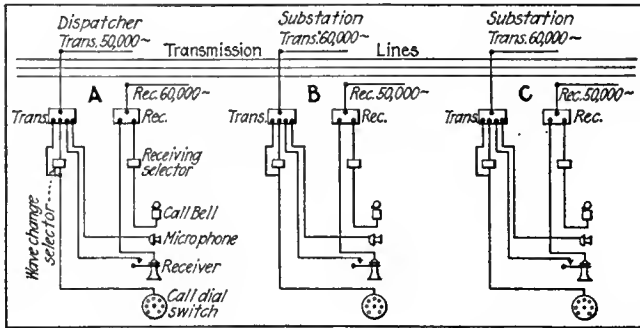 Dispatcher
Trans. 50,000~
Substation
Trans. 60,000~
Substation
Trans. 60,000~
Transmission Lines
A
Rec. 60,000~
B
Rec. 50,000~
C
Rec. 50,000~
Trans.
Rec.
Trans.
Rec.
Trans.
Rec.
Receiving
selector
Wave change
selector
Call Bell
Microphone
Receiver
Call dial
switch